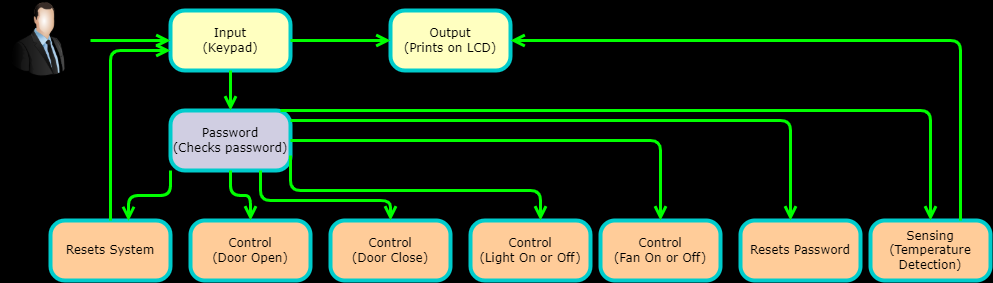 Input
(Keypad)
Output
(Prints on LCD)
Password
(Checks password)
Resets System
Control
(Door Open)
Control
(Door Close)
Control
(Light On or Off)
Control
(Fan On or Off)
Resets Password
Sensing
(Temperature
Detection)